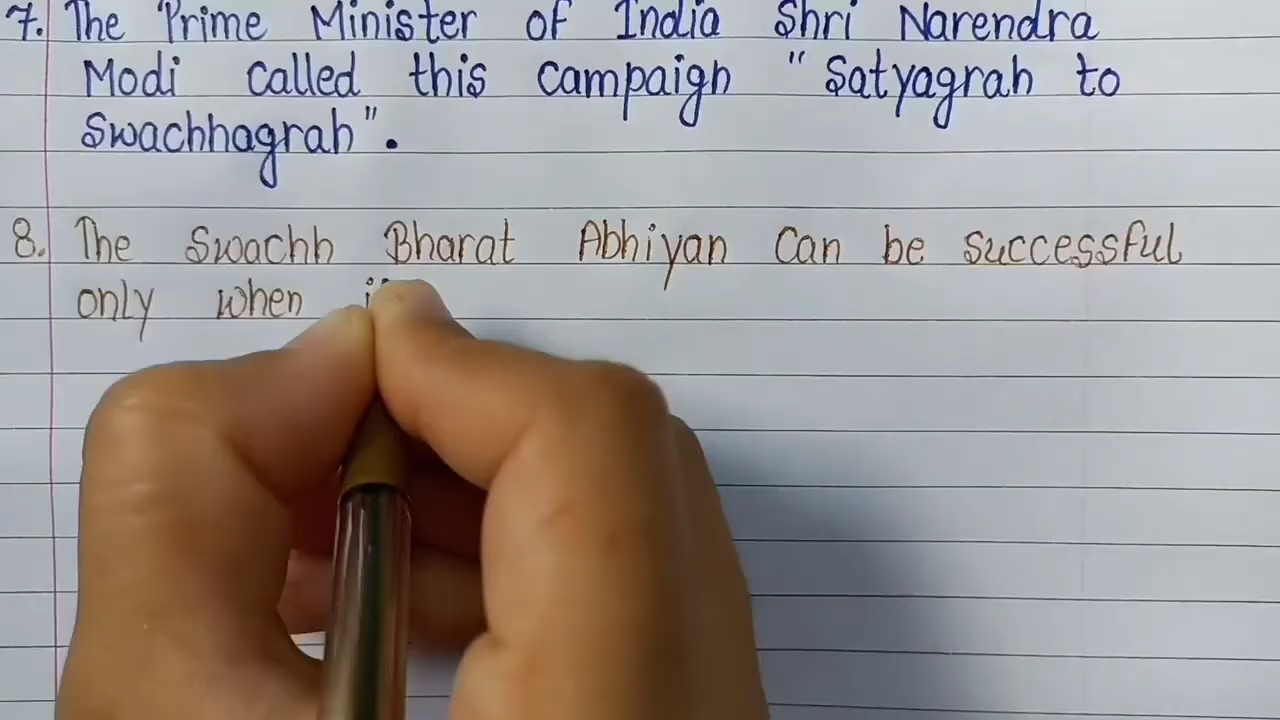 7. The Prime Minister of India Shri Narendra
Modi called this campaign "Satyagrah to
Swachhagrah".
8. The Swachh Bharat Abhiyan Can be successful
only when